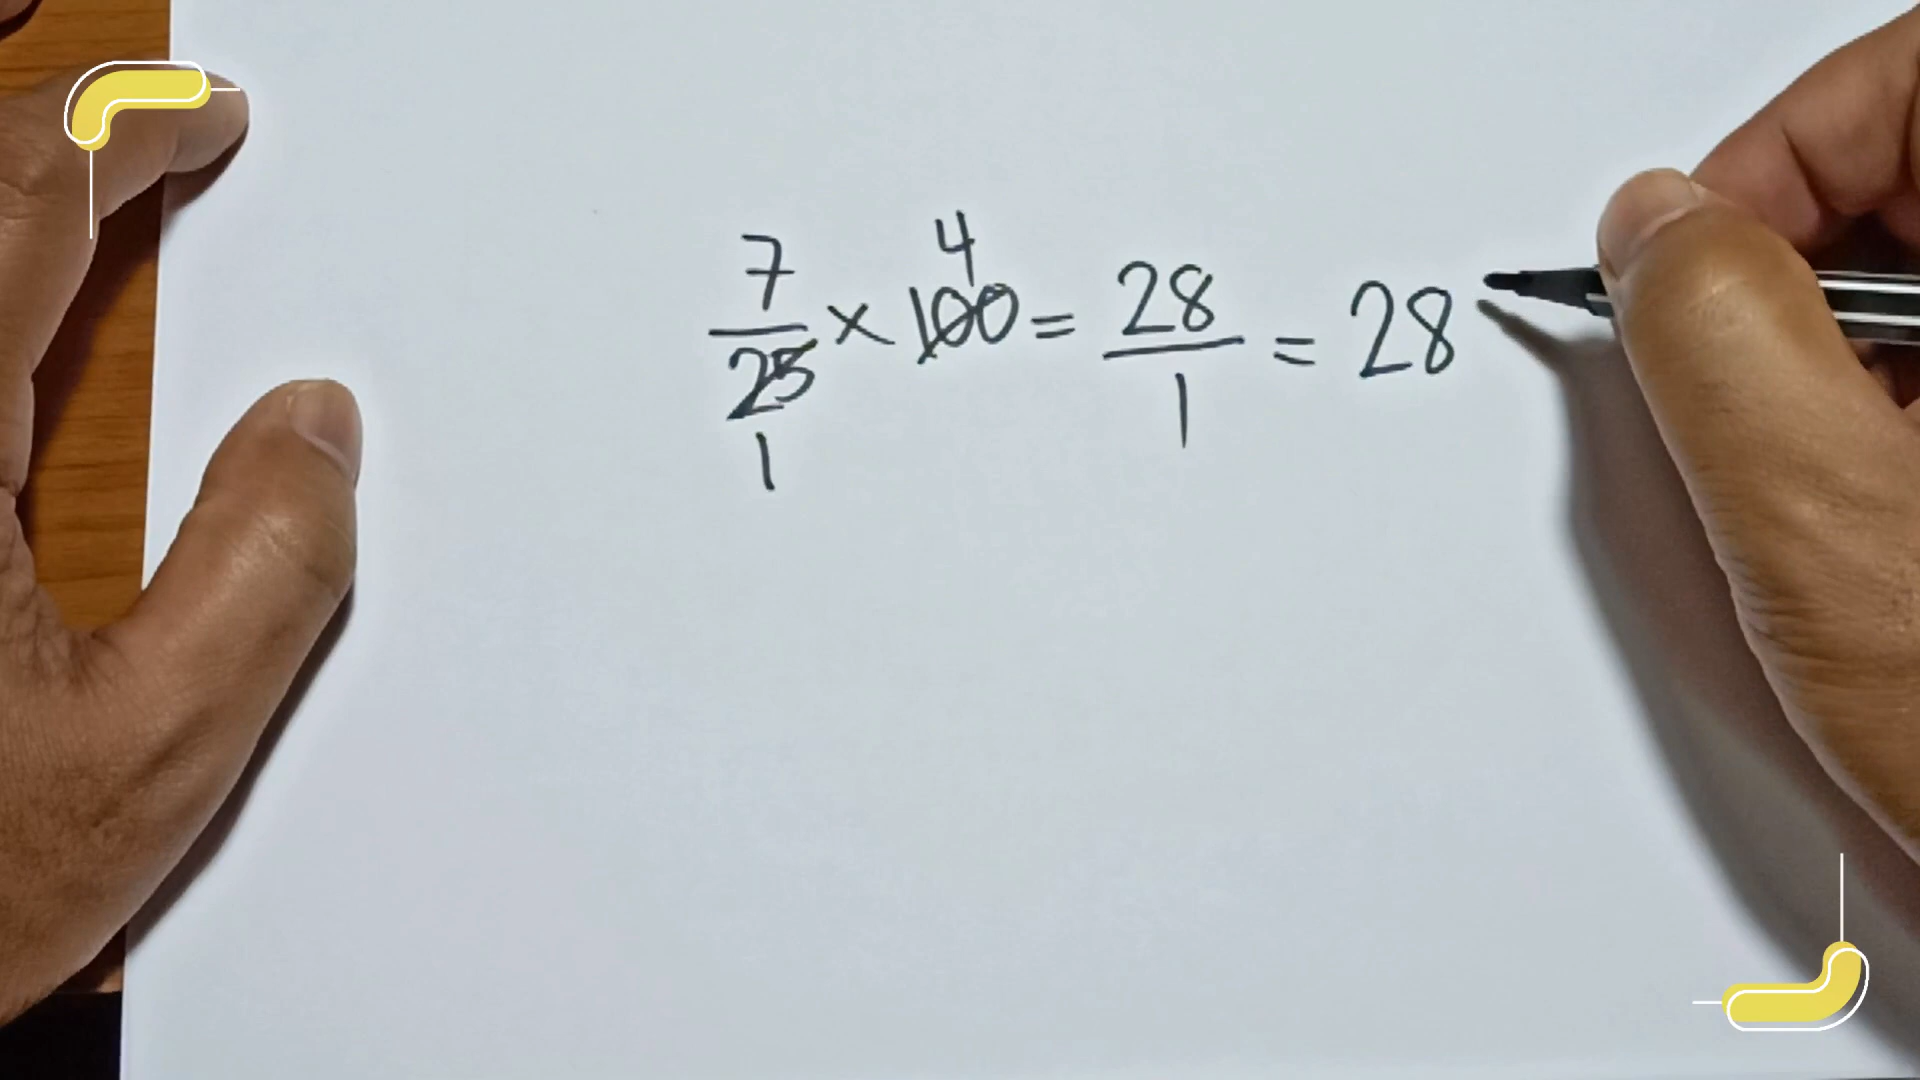 4
7/25 × 100 = 28/1 = 28
1